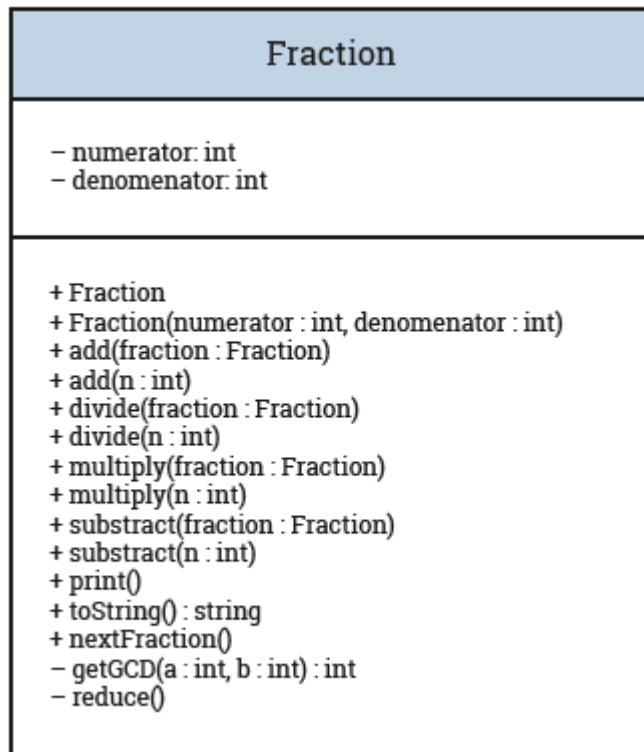 Fraction
– numerator: int
– denomenator: int
+ Fraction
+ Fraction(numerator : int, denomenator : int)
+ add(fraction : Fraction)
+ add(n : int)
+ divide(fraction : Fraction)
+ divide(n : int)
+ multiply(fraction : Fraction)
+ multiply(n : int)
+ substract(fraction : Fraction)
+ substract(n : int)
+ print()
+ toString() : string
+ nextFraction()
– getGCD(a : int, b : int) : int
– reduce()